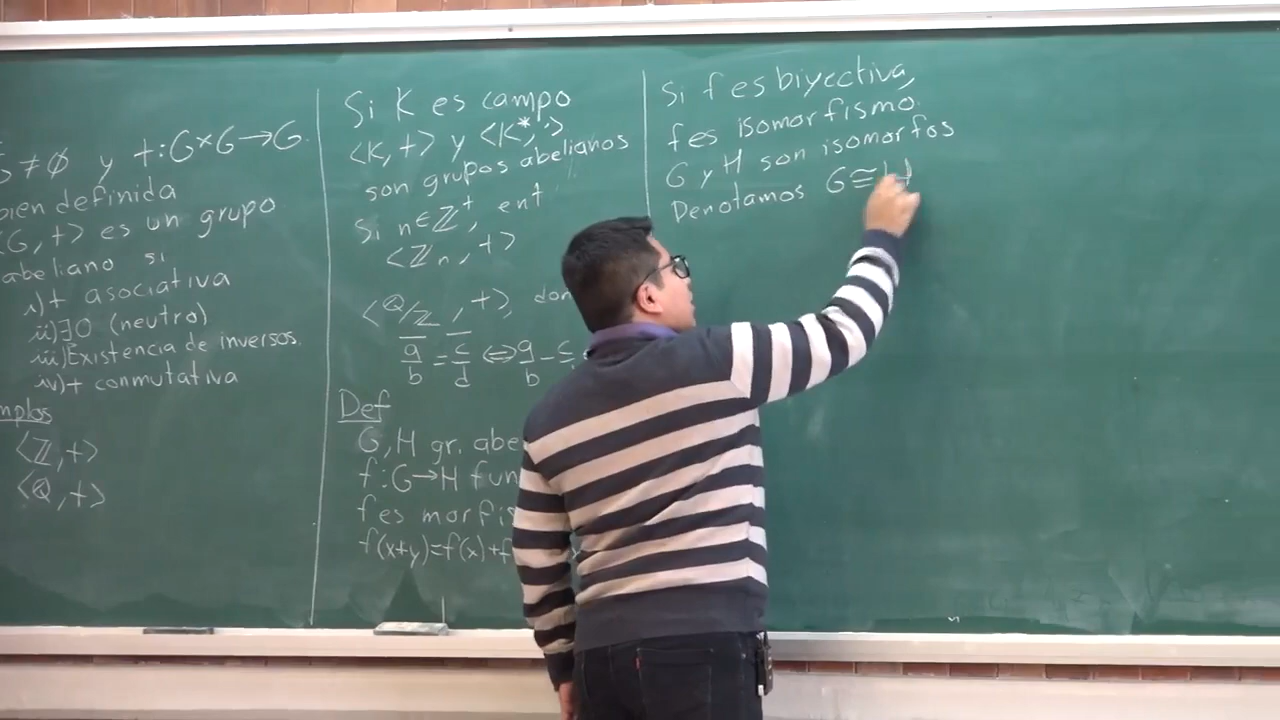 ≠∅ y +:G×G→G.
bien definida
⟨G,+⟩ es un grupo
abeliano si
i)+ asociativa
ii)∃0 (neutro)
iii)Existencia de inversos.
iv)+ conmutativa
mplos
⟨ℤ,+⟩
⟨ℚ,+⟩
Si K es campo
⟨K,+⟩ y ⟨K*,·⟩
son grupos abelianos
Si n∈ℤ⁺, ent
⟨ℤn,+⟩
⟨ℚ/ℤ,+⟩, don
a/b = c/d ⟺ a/b - c/
Def
G,H gr. abe
f:G→H fun
f es morfis
f(x+y)=f(x)+f
Si f es biyectiva,
f es isomorfismo.
G y H son isomorfos
Denotamos G≅H